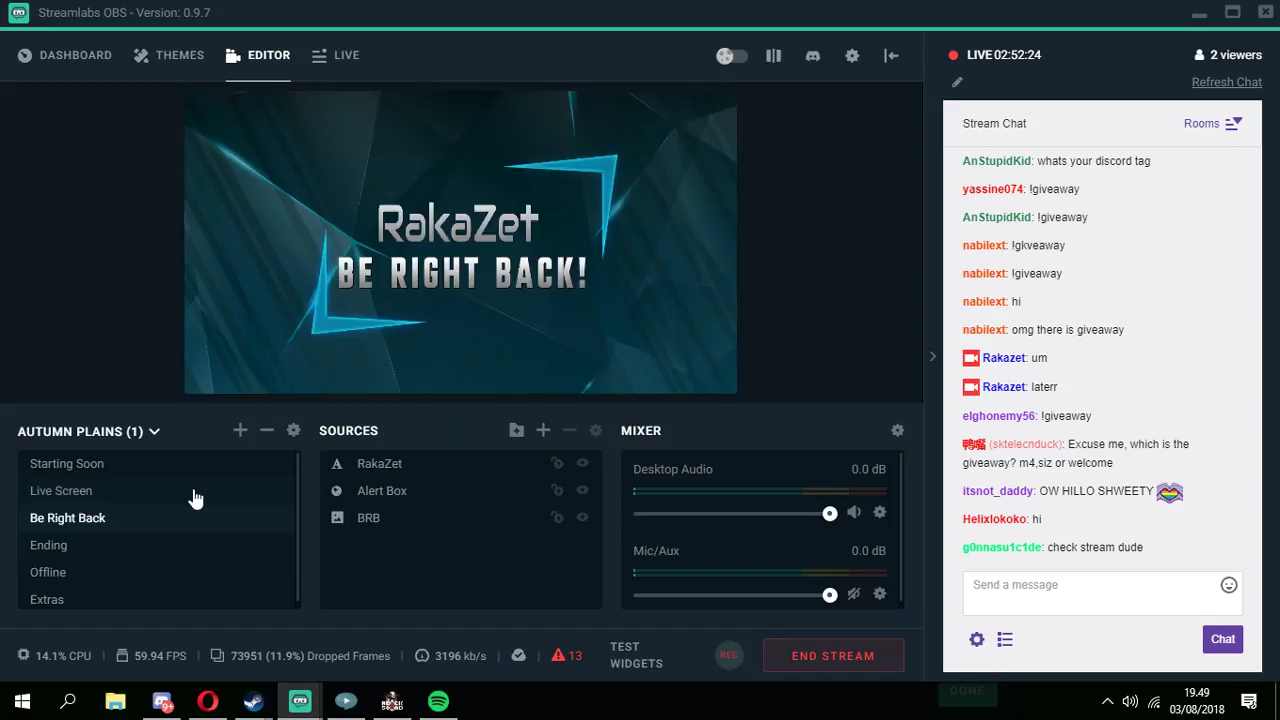 Streamlabs OBS - Version: 0.9.7
DASHBOARD THEMES EDITOR LIVE
LIVE 02:52:24 2 viewers
Refresh Chat
RakaZet
BE RIGHT BACK!
AUTUMN PLAINS (1)
Starting Soon
Live Screen
Be Right Back
Ending
Offline
Extras
SOURCES
RakaZet
Alert Box
BRB
MIXER
Desktop Audio 0.0 dB
Mic/Aux 0.0 dB
Stream Chat Rooms
AnStupidKid: whats your discord tag
yassine074: !giveaway
AnStupidKid: !giveaway
nabilext: !gkveaway
nabilext: !giveaway
nabilext: hi
nabilext: omg there is giveaway
Rakazet: um
Rakazet: laterr
elghonemy56: !giveaway
鸭嘴 (sktelecnduck): Excuse me, which is the
giveaway? m4,siz or welcome
itsnot_daddy: OW HILLO SHWEETY
Helixlokoko: hi
g0nnasu1c1de: check stream dude
Send a message
Chat
14.1% CPU 59.94 FPS 73951 (11.9%) Dropped Frames 3196 kb/s 13
TEST
WIDGETS
REC
END STREAM
DONE
19.49
03/08/2018